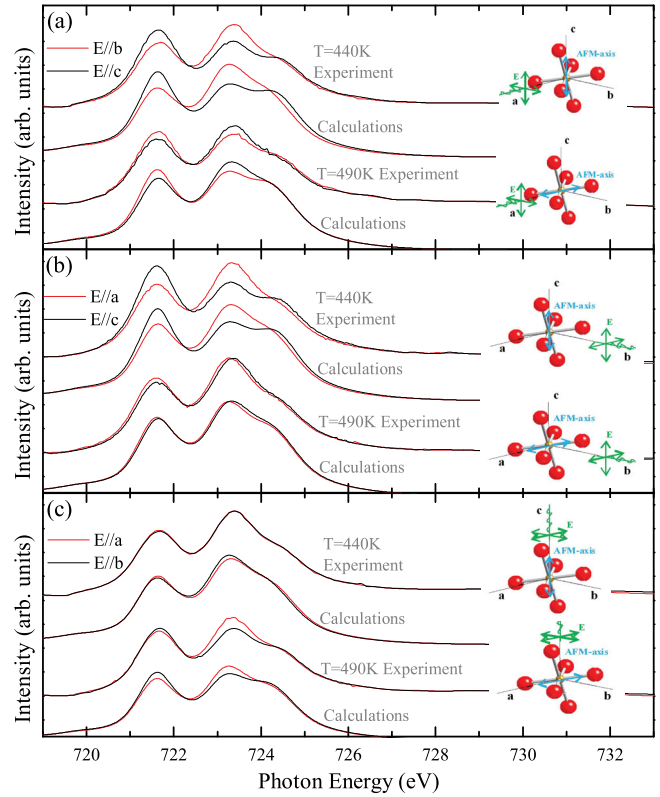 (a)
E//b
E//c
T=440K
Experiment
Calculations
T=490K Experiment
Calculations
Intensity (arb. units)
c
AFM-axis
E
a
b
c
AFM-axis
E
a
b
(b)
E//a
E//c
T=440K
Experiment
Calculations
T=490K Experiment
Calculations
Intensity (arb. units)
c
AFM-axis
E
a
b
c
AFM-axis
E
a
b
(c)
E//a
E//b
T=440K
Experiment
Calculations
T=490K Experiment
Calculations
Intensity (arb. units)
c
E
AFM-axis
a
b
E
AFM-axis
a
b
720 722 724 726 728 730 732
Photon Energy (eV)